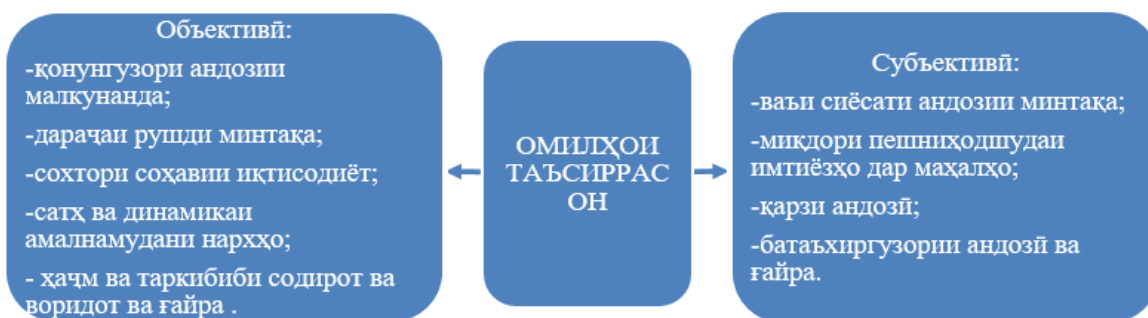 Объективӣ:
-қонунгузори андозии
малкунанда;
-дараҷаи рушди минтақа;
-сохтори соҳавии иқтисодиёт;
-сатҳ ва динамикаи
амалнамудани нархҳо;
- ҳаҷм ва таркибиби содирот ва
воридот ва ғайра .
ОМИЛҲОИ
ТАЪСИРРАС
ОН
Субъективӣ:
-ваъи сиёсати андозии минтақа;
-миқдори пешниҳодшудаи
имтиёзҳо дар маҳалҳо;
-қарзи андозӣ;
-батаъхиргузории андозӣ ва
ғайра.